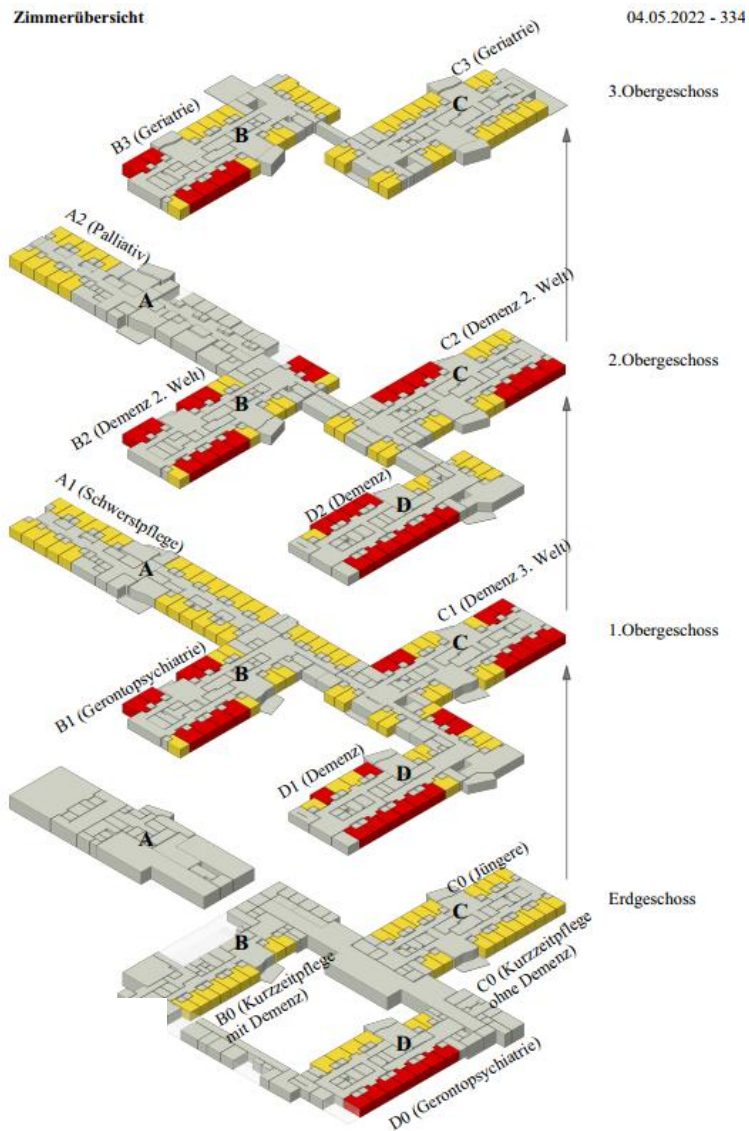 Zimmerübersicht
04.05.2022 - 334
C3 (Geriatrie)
3.Obergeschoss
B3 (Geriatrie)
C
B
A2 (Palliativ)
A
C2 (Demenz 2. Welt)
2.Obergeschoss
B2 (Demenz 2. Welt)
C
B
D2 (Demenz)
D
A1 (Schwerstpflege)
A
C1 (Demenz 3. Welt)
1.Obergeschoss
B1 (Gerontopsychiatrie)
C
B
D1 (Demenz)
D
A
C0 (Jüngere)
Erdgeschoss
C
B
C0 (Kurzzeitpflege
ohne Demenz)
B0 (Kurzzeitpflege
mit Demenz)
D
D0 (Gerontopsychiatrie)